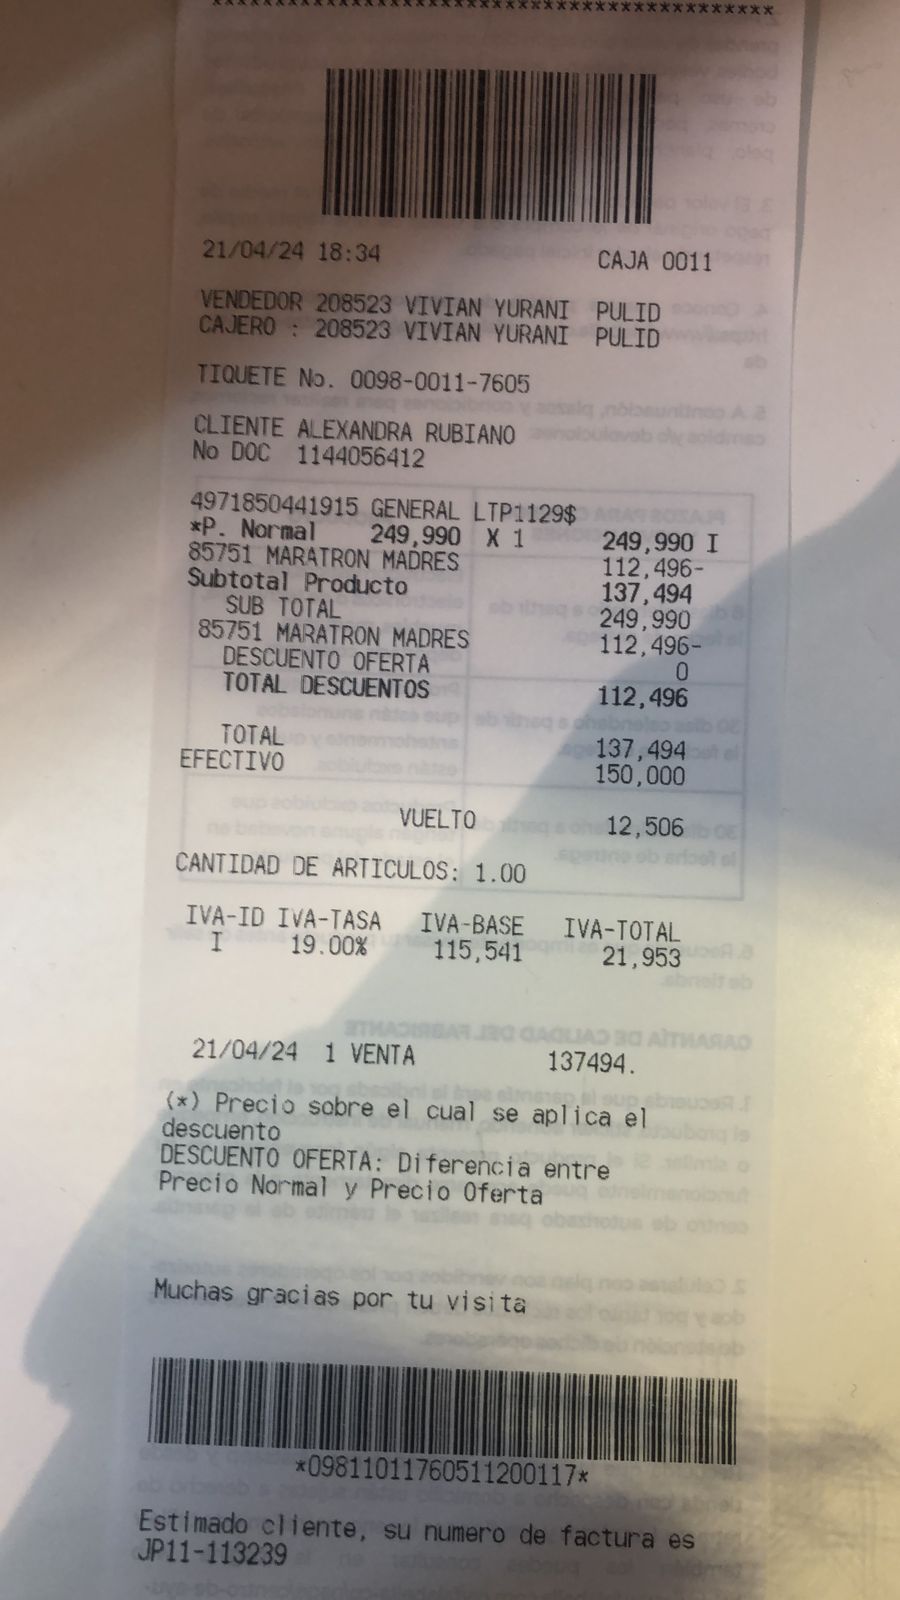 ******************************************
21/04/24 18:34 CAJA 0011
VENDEDOR 208523 VIVIAN YURANI PULID
CAJERO : 208523 VIVIAN YURANI PULID
TIQUETE No. 0098-0011-7605
CLIENTE ALEXANDRA RUBIANO
No DOC 1144056412
4971850441915 GENERAL LTP1129$
*P. Normal 249,990 X 1 249,990 I
85751 MARATRON MADRES 112,496-
Subtotal Producto 137,494
SUB TOTAL 249,990
85751 MARATRON MADRES 112,496-
DESCUENTO OFERTA 0
TOTAL DESCUENTOS 112,496
TOTAL 137,494
EFECTIVO 150,000
VUELTO 12,506
CANTIDAD DE ARTICULOS: 1.00
IVA-ID IVA-TASA IVA-BASE IVA-TOTAL
I 19.00% 115,541 21,953
21/04/24 1 VENTA 137494.
(*) Precio sobre el cual se aplica el
descuento
DESCUENTO OFERTA: Diferencia entre
Precio Normal y Precio Oferta
Muchas gracias por tu visita
*09811011760511200117*
Estimado cliente, su numero de factura es
JP11-113239